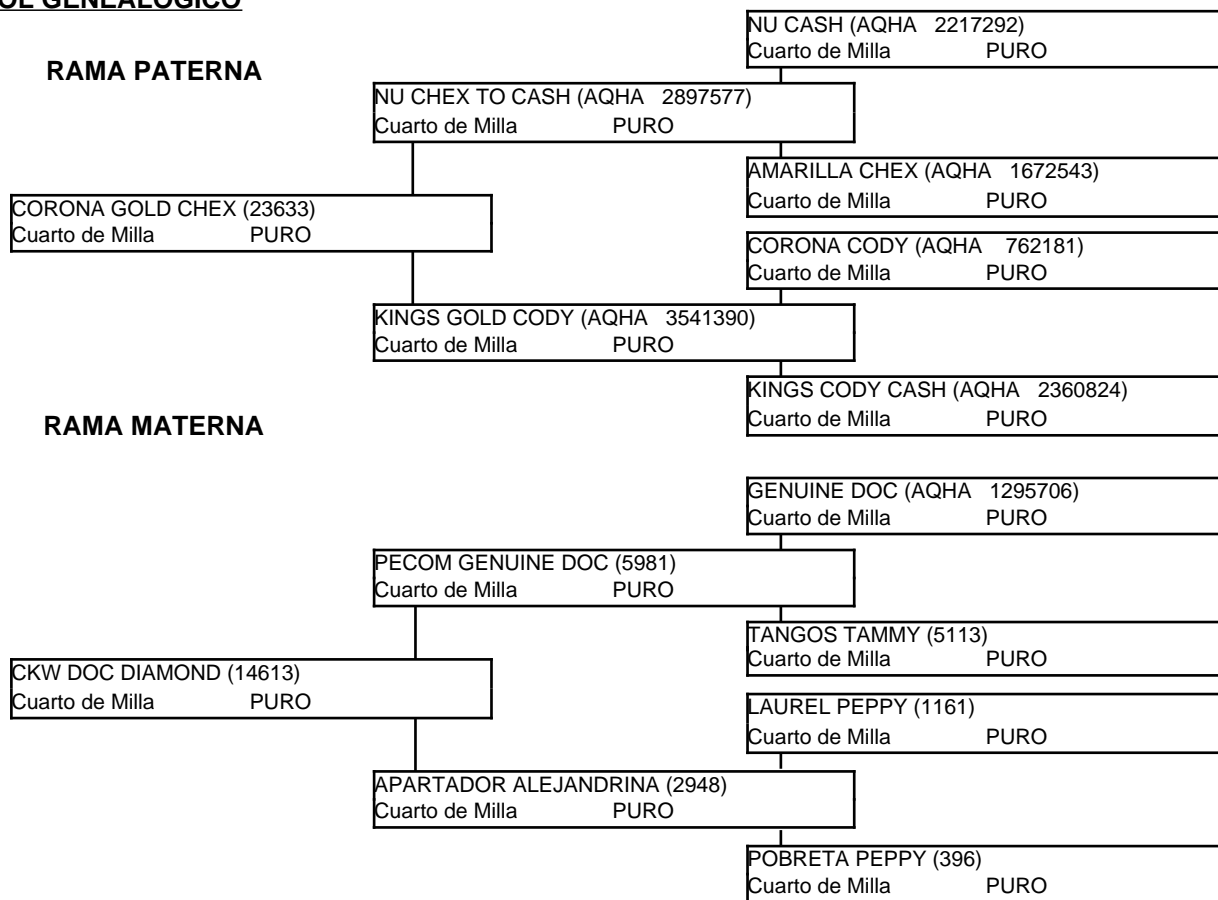 NU CASH (AQHA 2217292)
Cuarto de Milla PURO
RAMA PATERNA
NU CHEX TO CASH (AQHA 2897577)
Cuarto de Milla PURO
AMARILLA CHEX (AQHA 1672543)
Cuarto de Milla PURO
CORONA GOLD CHEX (23633)
Cuarto de Milla PURO
CORONA CODY (AQHA 762181)
Cuarto de Milla PURO
KINGS GOLD CODY (AQHA 3541390)
Cuarto de Milla PURO
KINGS CODY CASH (AQHA 2360824)
Cuarto de Milla PURO
RAMA MATERNA
GENUINE DOC (AQHA 1295706)
Cuarto de Milla PURO
PECOM GENUINE DOC (5981)
Cuarto de Milla PURO
TANGOS TAMMY (5113)
Cuarto de Milla PURO
CKW DOC DIAMOND (14613)
Cuarto de Milla PURO
LAUREL PEPPY (1161)
Cuarto de Milla PURO
APARTADOR ALEJANDRINA (2948)
Cuarto de Milla PURO
POBRETA PEPPY (396)
Cuarto de Milla PURO